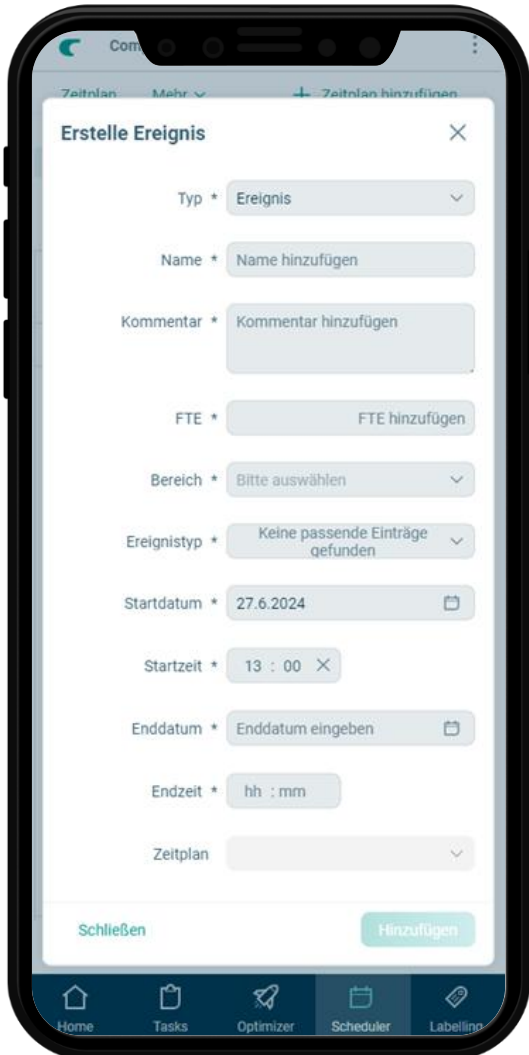 Com
Zeitplan Mehr + Zeitplan hinzufügen
Erstelle Ereignis
Typ * Ereignis
Name * Name hinzufügen
Kommentar * Kommentar hinzufügen
FTE * FTE hinzufügen
Bereich * Bitte auswählen
Ereignistyp * Keine passende Einträge
gefunden
Startdatum * 27.6.2024
Startzeit * 13 : 00
Enddatum * Enddatum eingeben
Endzeit * hh : mm
Zeitplan
Schließen Hinzufügen
Home Tasks Optimizer Scheduler Labelling